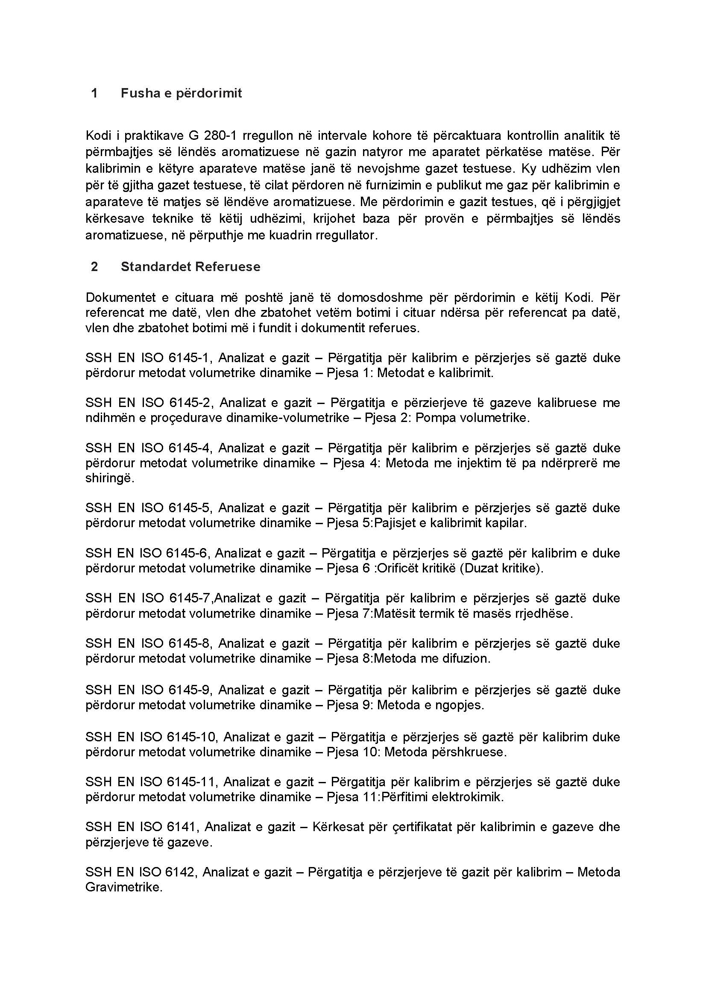 1 Fusha e përdorimit
Kodi i praktikave G 280-1 rregullon në intervale kohore të përcaktuara kontrollin analitik të
përmbajtjes së lëndës aromatizuese në gazin natyror me aparatet përkatëse matëse. Për
kalibrimin e këtyre aparateve matëse janë të nevojshme gazet testuese. Ky udhëzim vlen
për të gjitha gazet testuese, të cilat përdoren në furnizimin e publikut me gaz për kalibrimin e
aparateve të matjes së lëndëve aromatizuese. Me përdorimin e gazit testues, që i përgjigjet
kërkesave teknike të këtij udhëzimi, krijohet baza për provën e përmbajtjes së lëndës
aromatizuese, në përputhje me kuadrin rregullator.
2 Standardet Referuese
Dokumentet e cituara më poshtë janë të domosdoshme për përdorimin e këtij Kodi. Për
referencat me datë, vlen dhe zbatohet vetëm botimi i cituar ndërsa për referencat pa datë,
vlen dhe zbatohet botimi më i fundit i dokumentit referues.
SSH EN ISO 6145-1, Analizat e gazit – Përgatitja për kalibrim e përzjerjes së gaztë duke
përdorur metodat volumetrike dinamike – Pjesa 1: Metodat e kalibrimit.
SSH EN ISO 6145-2, Analizat e gazit – Përgatitja e përzierjeve të gazeve kalibruese me
ndihmën e proçedurave dinamike-volumetrike – Pjesa 2: Pompa volumetrike.
SSH EN ISO 6145-4, Analizat e gazit – Përgatitja për kalibrim e përzjerjes së gaztë duke
përdorur metodat volumetrike dinamike – Pjesa 4: Metoda me injektim të pa ndërprerë me
shiringë.
SSH EN ISO 6145-5, Analizat e gazit – Përgatitja për kalibrim e përzjerjes së gaztë duke
përdorur metodat volumetrike dinamike – Pjesa 5:Pajisjet e kalibrimit kapilar.
SSH EN ISO 6145-6, Analizat e gazit – Përgatitja e përzjerjes së gaztë për kalibrim e duke
përdorur metodat volumetrike dinamike – Pjesa 6 :Orificët kritikë (Duzat kritike).
SSH EN ISO 6145-7,Analizat e gazit – Përgatitja për kalibrim e përzjerjes së gaztë duke
përdorur metodat volumetrike dinamike – Pjesa 7:Matësit termik të masës rrjedhëse.
SSH EN ISO 6145-8, Analizat e gazit – Përgatitja për kalibrim e përzjerjes së gaztë duke
përdorur metodat volumetrike dinamike – Pjesa 8:Metoda me difuzion.
SSH EN ISO 6145-9, Analizat e gazit – Përgatitja për kalibrim e përzjerjes së gaztë duke
përdorur metodat volumetrike dinamike – Pjesa 9: Metoda e ngopjes.
SSH EN ISO 6145-10, Analizat e gazit – Përgatitja e përzjerjes së gaztë për kalibrim duke
përdorur metodat volumetrike dinamike – Pjesa 10: Metoda përshkruese.
SSH EN ISO 6145-11, Analizat e gazit – Përgatitja për kalibrim e përzjerjes së gaztë duke
përdorur metodat volumetrike dinamike – Pjesa 11:Përfitimi elektrokimik.
SSH EN ISO 6141, Analizat e gazit – Kërkesat për çertifikatat për kalibrimin e gazeve dhe
përzjerjeve të gazeve.
SSH EN ISO 6142, Analizat e gazit – Përgatitja e përzjerjeve të gazit për kalibrim – Metoda
Gravimetrike.